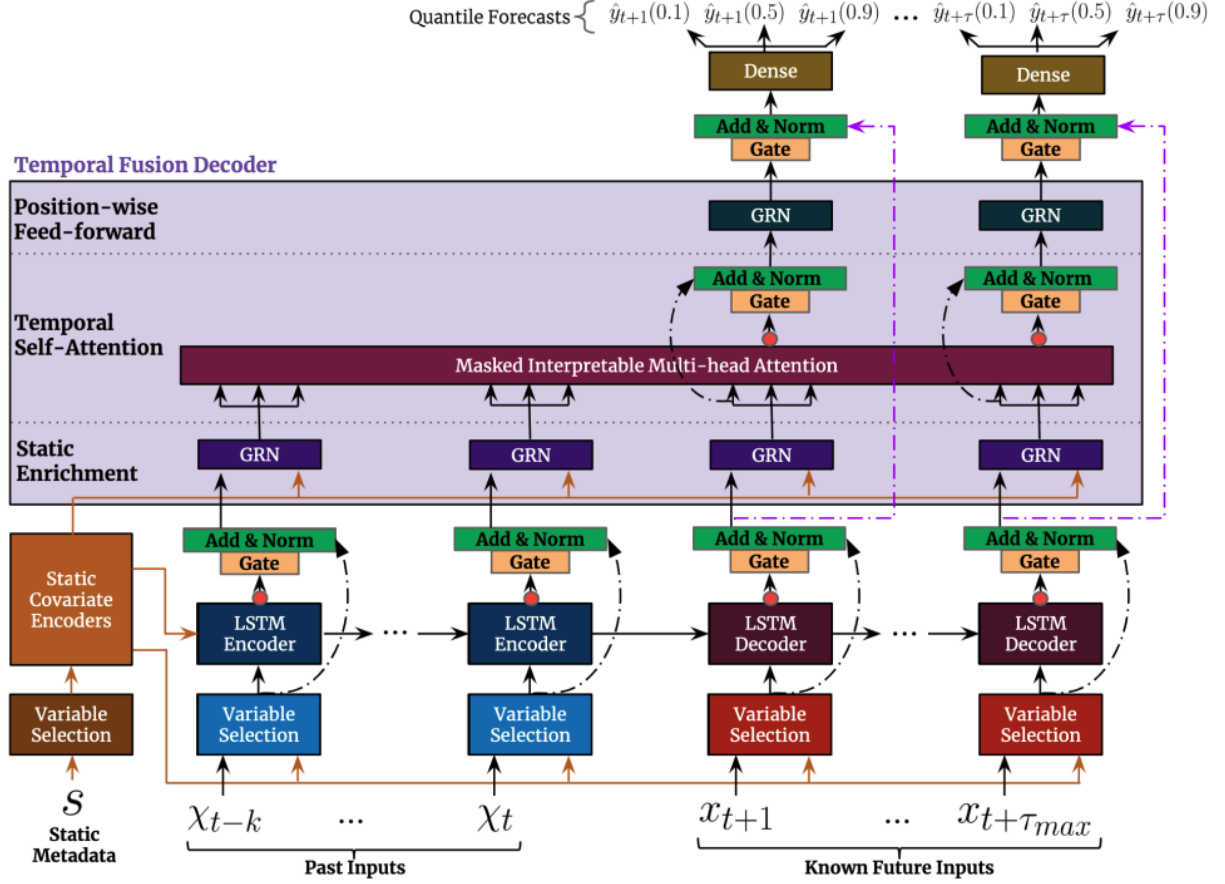 Quantile Forecasts { ŷt+1(0.1) ŷt+1(0.5) ŷt+1(0.9) ... ŷt+τ(0.1) ŷt+τ(0.5) ŷt+τ(0.9)
Dense Dense
Add & Norm Add & Norm
Gate Gate
Temporal Fusion Decoder
Position-wise
Feed-forward
GRN GRN
Add & Norm Add & Norm
Gate Gate
Temporal
Self-Attention
Masked Interpretable Multi-head Attention
Static
Enrichment
GRN GRN GRN GRN
Add & Norm Add & Norm Add & Norm Add & Norm
Gate Gate Gate Gate
Static
Covariate
Encoders
LSTM
Encoder
...
LSTM
Encoder
LSTM
Decoder
...
LSTM
Decoder
Variable
Selection
Variable
Selection
Variable
Selection
Variable
Selection
Variable
Selection
s
Static
Metadata
χt−k ... χt xt+1 ... xt+τmax
Past Inputs Known Future Inputs